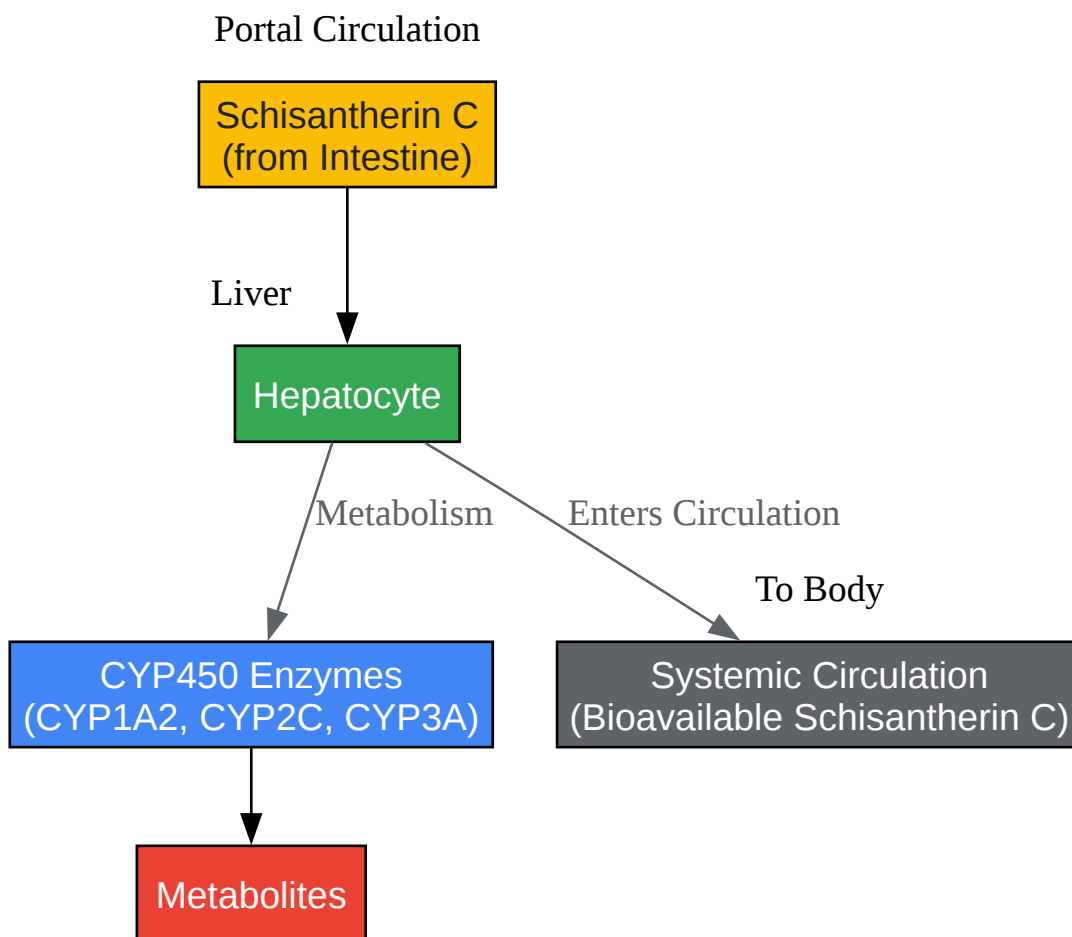 Portal Circulation
Schisantherin C
(from Intestine)
Liver
Hepatocyte
Metabolism
Enters Circulation
To Body
CYP450 Enzymes
(CYP1A2, CYP2C, CYP3A)
Systemic Circulation
(Bioavailable Schisantherin C)
Metabolites